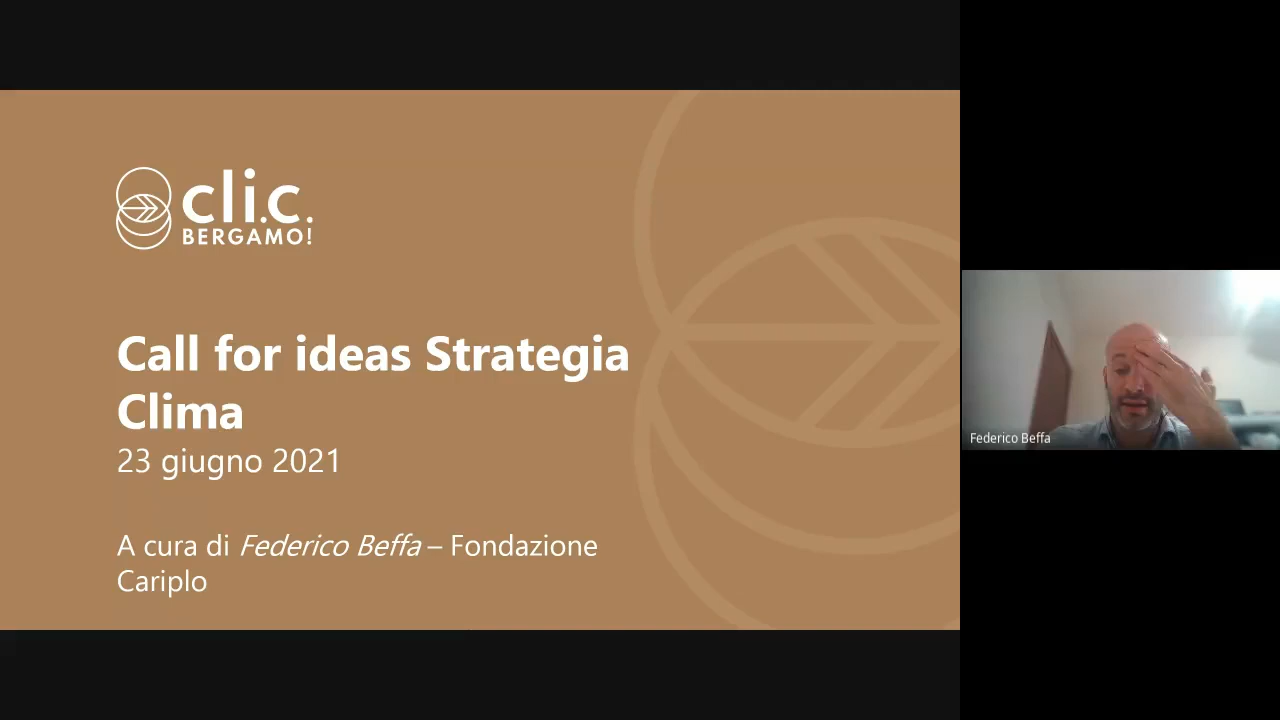 cli.c.
BERGAMO!
Call for ideas Strategia
Clima
23 giugno 2021
A cura di Federico Beffa – Fondazione
Cariplo
Federico Beffa